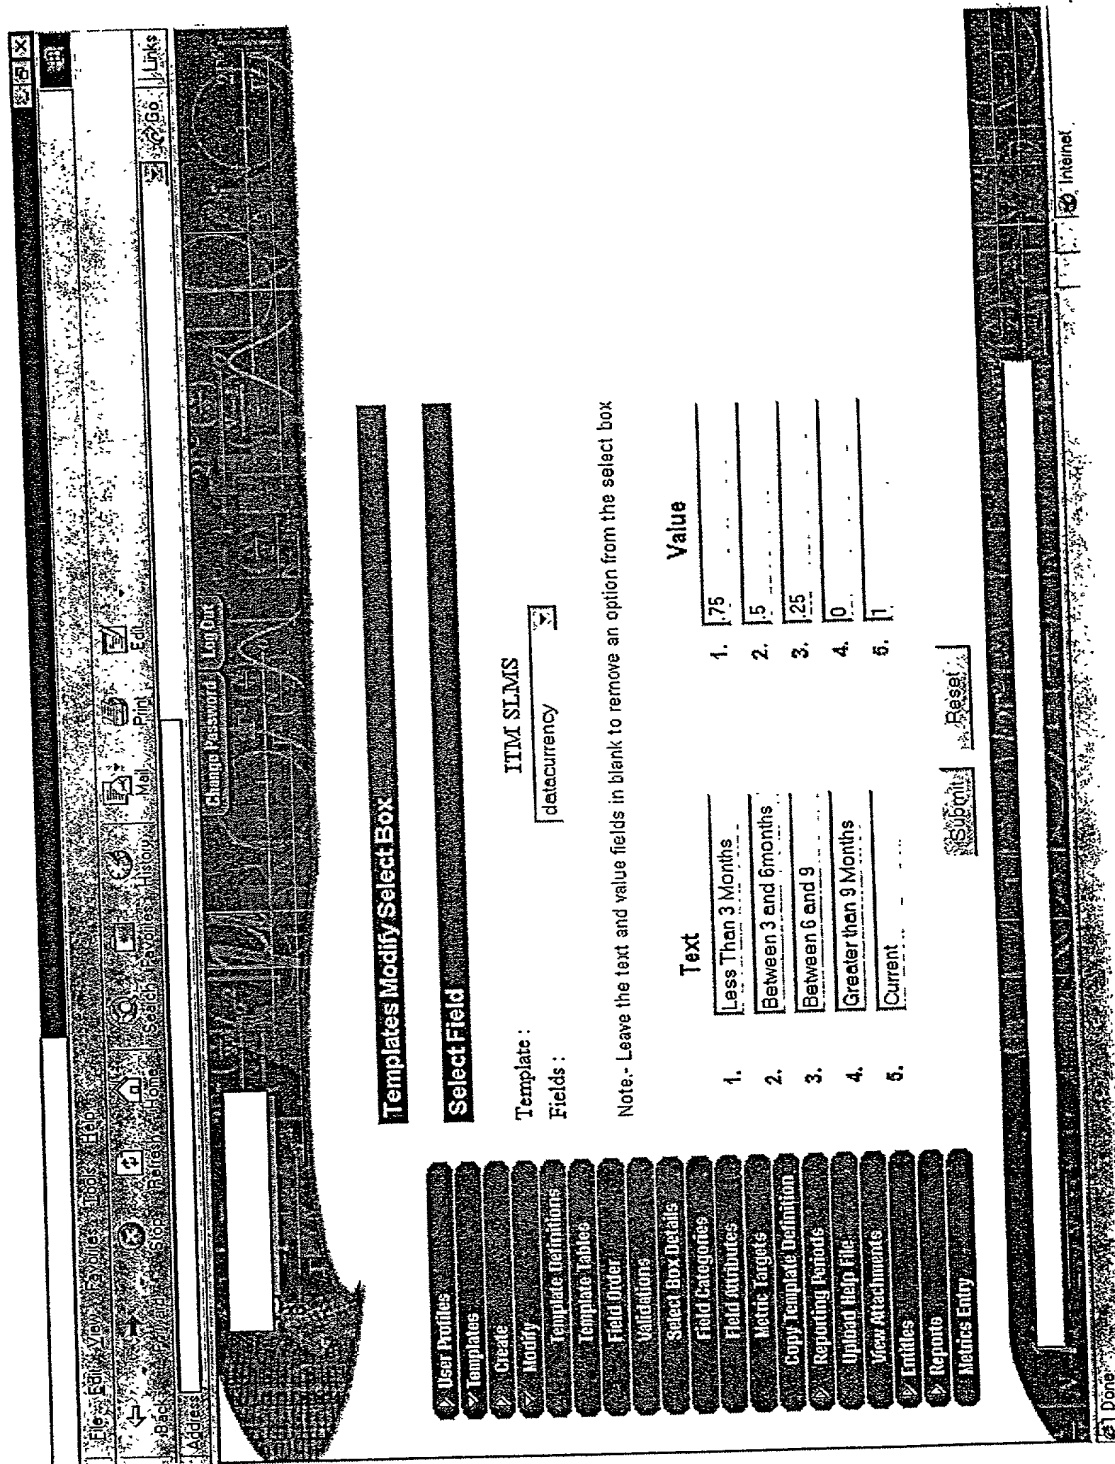 File Edit View Favorites Tools Help
Back Forward Stop Refresh Home Search Favorites History Mail Print Edit
Address Go Links
Change Password Log Out
Templates Modify Select Box
Select Field
Template : ITM SLMS
Fields : datacurrency
Note.- Leave the text and value fields in blank to remove an option from the select box
Text Value
1. Less Than 3 Months 1. .75
2. Between 3 and 6months 2. .5
3. Between 6 and 9 3. .25
4. Greater than 9 Months 4. 0
5. Current 5. 1
Submit Reset
User Profiles
Templates
Create
Modify
Template Definitions
Template Tables
Field Order
Validations
Select Box Details
Field Categories
Field Attributes
Metric Targets
Copy Template Definition
Reporting Periods
Upload Help File
View Attachments
Entities
Reports
Metrics Entry
Done Internet